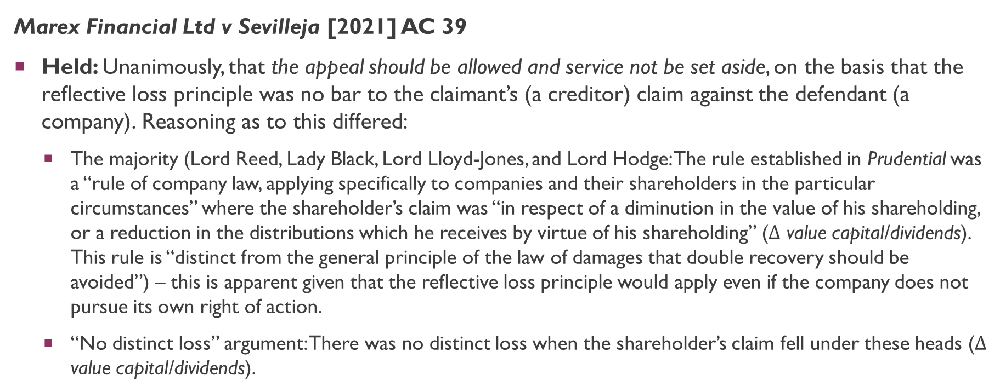 Marex Financial Ltd v Sevilleja [2021] AC 39
▪ Held: Unanimously, that the appeal should be allowed and service not be set aside, on the basis that the
reflective loss principle was no bar to the claimant’s (a creditor) claim against the defendant (a
company). Reasoning as to this differed:
▪ The majority (Lord Reed, Lady Black, Lord Lloyd-Jones, and Lord Hodge: The rule established in Prudential was
a “rule of company law, applying specifically to companies and their shareholders in the particular
circumstances” where the shareholder’s claim was “in respect of a diminution in the value of his shareholding,
or a reduction in the distributions which he receives by virtue of his shareholding” (Δ value capital/dividends).
This rule is “distinct from the general principle of the law of damages that double recovery should be
avoided”) – this is apparent given that the reflective loss principle would apply even if the company does not
pursue its own right of action.
▪ “No distinct loss” argument: There was no distinct loss when the shareholder’s claim fell under these heads (Δ
value capital/dividends).